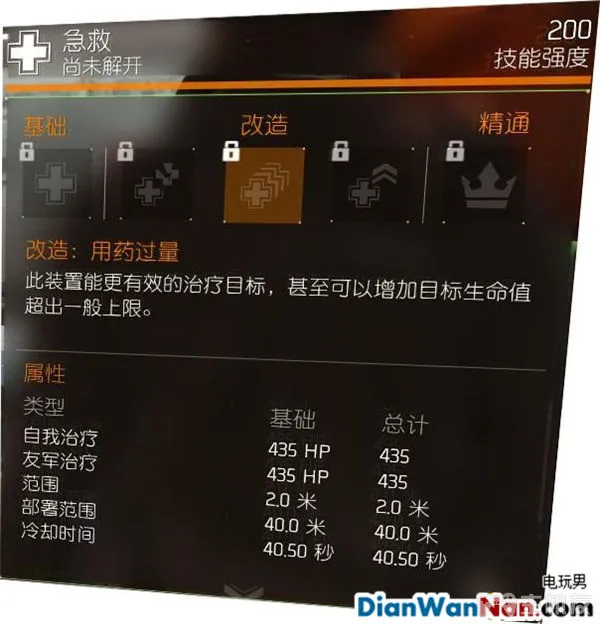 急救
尚未解开
200
技能强度
基础
改造
精通
改造：用药过量
此装置能更有效的治疗目标，甚至可以增加目标生命值
超出一般上限。
属性
类型 基础 总计
自我治疗 435 HP 435
友军治疗 435 HP 435
范围 2.0 米 2.0 米
部署范围 40.0 米 40.0 米
冷却时间 40.50 秒 40.50 秒
电玩男
DianWanNan.com